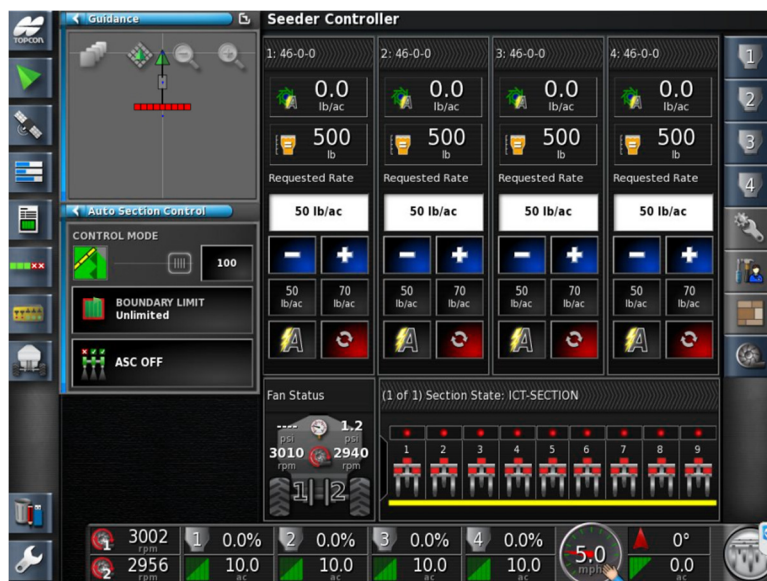 TOPCON
Guidance
Seeder Controller
1: 46-0-0
2: 46-0-0
3: 46-0-0
4: 46-0-0
0.0
lb/ac
0.0
lb/ac
0.0
lb/ac
0.0
lb/ac
500
lb
500
lb
500
lb
500
lb
Requested Rate
Requested Rate
Requested Rate
Requested Rate
50 lb/ac
50 lb/ac
50 lb/ac
50 lb/ac
50
lb/ac
70
lb/ac
50
lb/ac
70
lb/ac
50
lb/ac
70
lb/ac
50
lb/ac
70
lb/ac
A
A
A
A
1
2
3
4
Auto Section Control
CONTROL MODE
100
BOUNDARY LIMIT
Unlimited
ASC OFF
Fan Status
---- 1.2
psi psi
3010 2940
rpm rpm
1 2
(1 of 1) Section State: ICT-SECTION
1 2 3 4 5 6 7 8 9
1 3002
rpm
1 0.0%
2 0.0%
3 0.0%
4 0.0%
5.0
mph
0°
2 2956
rpm
10.0
ac
10.0
ac
10.0
ac
10.0
ac
0.0
ac